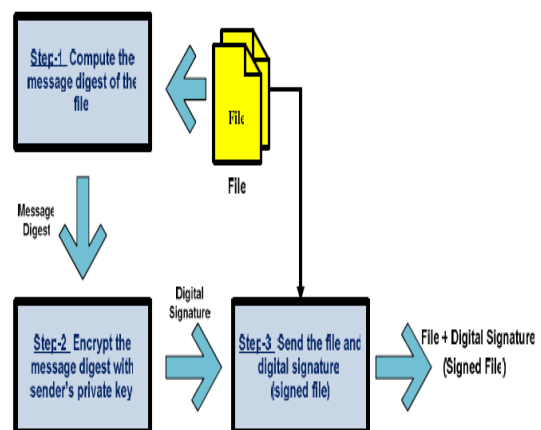 Step-1 Compute the
message digest of the
file
File
File
Message
Digest
Step-2 Encrypt the
message digest with
sender's private key
Digital
Signature
Step-3 Send the file and
digital signature
(signed file)
File + Digital Signature
(Signed File)